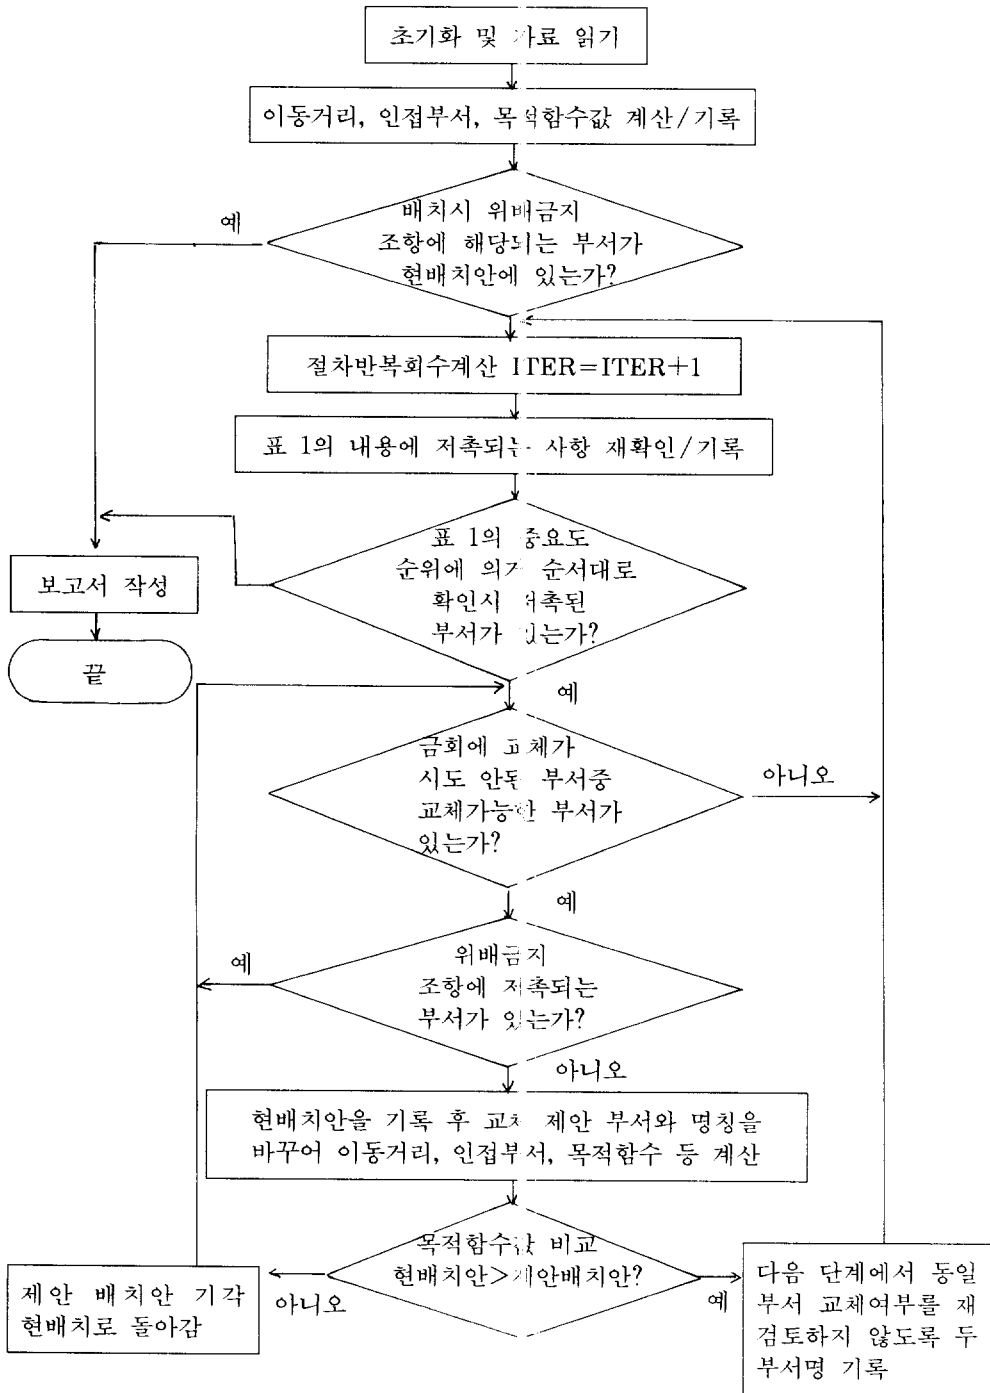 초기화 및 자료 읽기
이동거리, 인접부서, 목적함수값 계산/기록
배치시 위배금지
조항에 해당되는 부서가
현배치안에 있는가?
예
절차반복회수계산 ITER=ITER+1
표 1의 내용에 저촉되는 사항 재확인/기록
표 1의 중요도
순위에 의거 순서대로
확인시 저촉된
부서가 있는가?
보고서 작성
끝
예
금회에 교체가
시도 안된 부서중
교체가능한 부서가
있는가?
아니오
예
위배금지
조항에 저촉되는
부서가 있는가?
예
아니오
현배치안을 기록 후 교체 제안 부서와 명칭을
바꾸어 이동거리, 인접부서, 목적함수 등 계산
목적함수값 비교
현배치안>제안배치안?
아니오
예
제안 배치안 기각
현배치로 돌아감
다음 단계에서 동일
부서 교체여부를 재
검토하지 않도록 두
부서명 기록